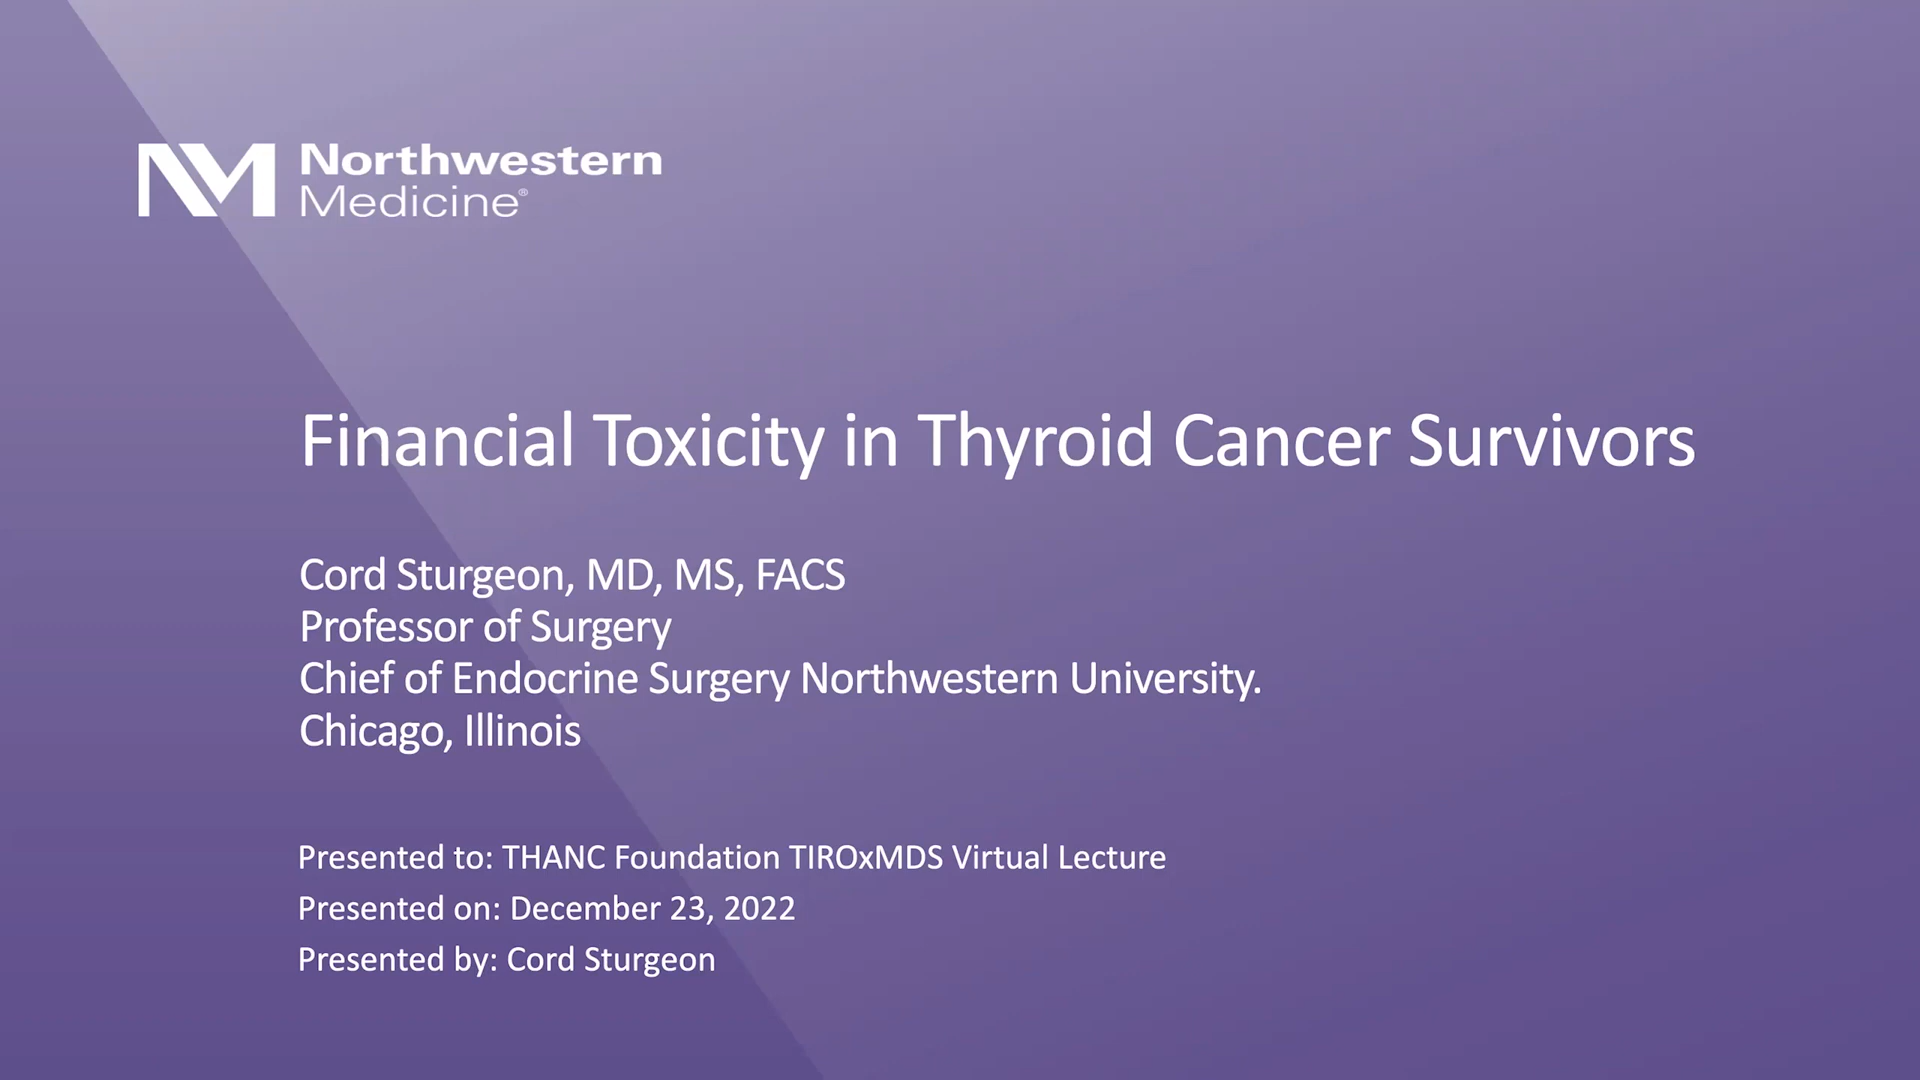 Northwestern
Medicine®
Financial Toxicity in Thyroid Cancer Survivors
Cord Sturgeon, MD, MS, FACS
Professor of Surgery
Chief of Endocrine Surgery Northwestern University.
Chicago, Illinois
Presented to: THANC Foundation TIROxMDS Virtual Lecture
Presented on: December 23, 2022
Presented by: Cord Sturgeon